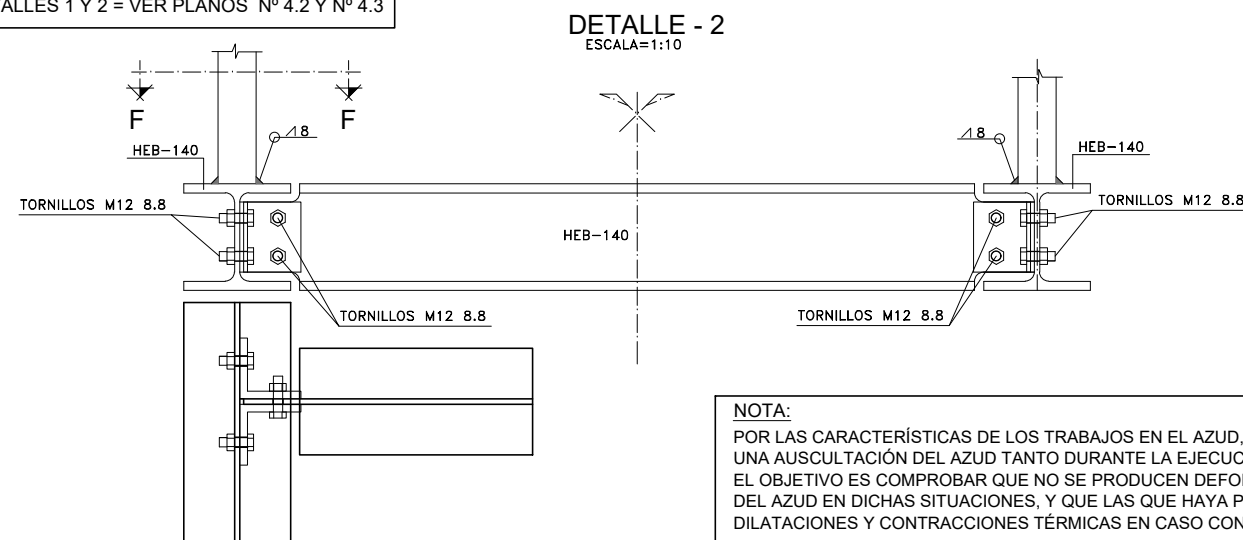 TALLES 1 Y 2 = VER PLANOS Nº 4.2 Y Nº 4.3
DETALLE - 2
ESCALA=1:10
F F
8
8
HEB-140
HEB-140
TORNILLOS M12 8.8
TORNILLOS M12 8.8
HEB-140
TORNILLOS M12 8.8
TORNILLOS M12 8.8
NOTA:
POR LAS CARACTERÍSTICAS DE LOS TRABAJOS EN EL AZUD,
UNA AUSCULTACIÓN DEL AZUD TANTO DURANTE LA EJECUC
EL OBJETIVO ES COMPROBAR QUE NO SE PRODUCEN DEFO
DEL AZUD EN DICHAS SITUACIONES, Y QUE LAS QUE HAYA P
DILATACIONES Y CONTRACCIONES TÉRMICAS EN CASO CON